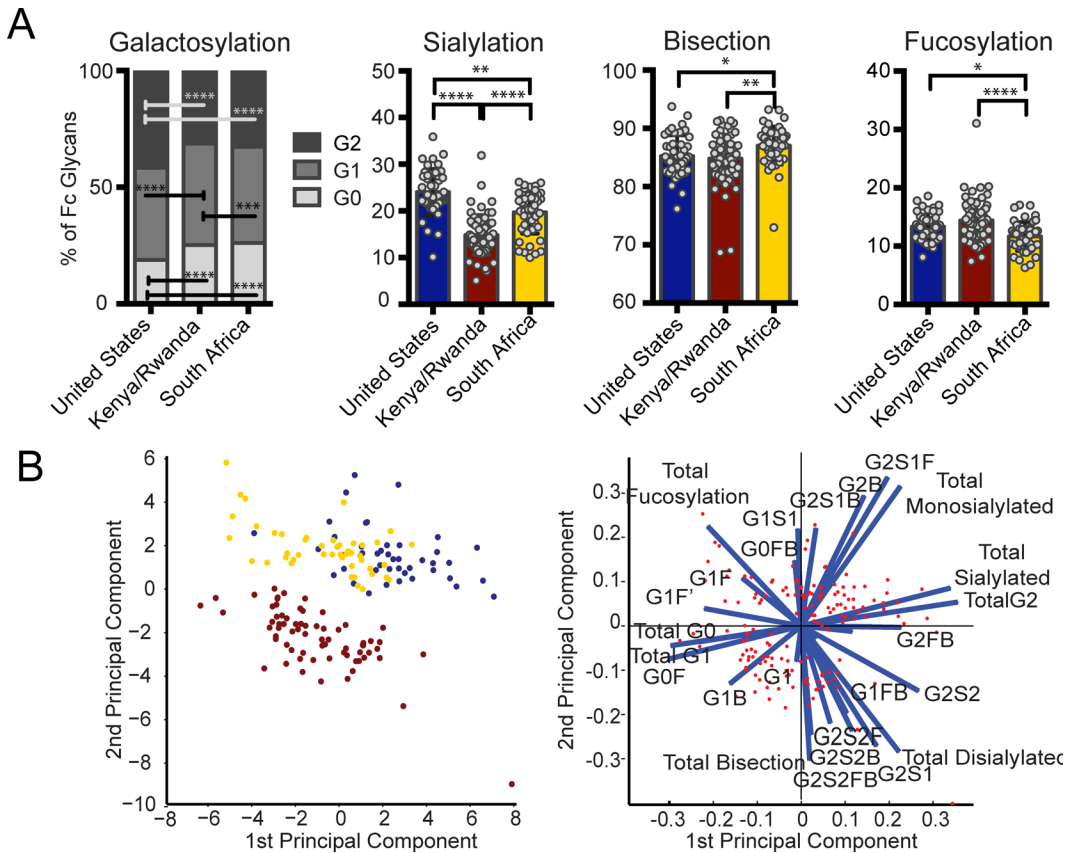 A
Galactosylation
Sialylation
Bisection
Fucosylation
% of Fc Glycans
100
50
0
****
****
****
***
****
****
G2
G1
G0
United States
Kenya/Rwanda
South Africa
50
40
30
20
10
0
**
****
****
United States
Kenya/Rwanda
South Africa
100
90
80
70
60
*
**
United States
Kenya/Rwanda
South Africa
40
30
20
10
0
*
****
United States
Kenya/Rwanda
South Africa
B
2nd Principal Component
6
4
2
0
−2
−4
−6
−8
−10
−8
−6
−4
−2
0
2
4
6
8
1st Principal Component
2nd Principal Component
0.3
0.2
0.1
0
-0.1
-0.2
-0.3
-0.3
-0.2
-0.1
0
0.1
0.2
0.3
1st Principal Component
Total
Fucosylation
G2S1F
G2B
Total
Monosialylated
G2S1B
G1S1
G0FB
G1F
G1F'
Total
Sialylated
TotalG2
Total G0
Total G1
G0F
G2FB
G1B
G1
G1FB
G2S2
G2S2F
Total Bisection
G2S2B
Total Disialylated
G2S1
G2S2FB